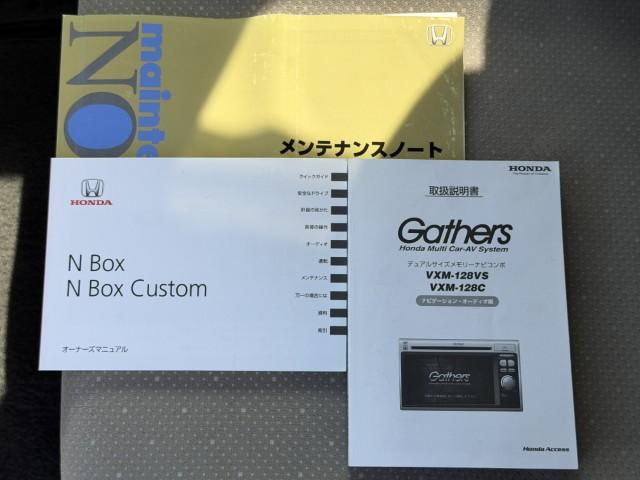 mainte
NO
メンテナンスノート
HONDA
N Box
N Box Custom
オーナーズマニュアル
クイックガイド
安全なドライブ
計器の見かた
各部の操作
オーディオ
運転
メンテナンス
万一の場合には
資料
索引
HONDA
The Power of Dreams
取扱説明書
Gathers
Honda Multi Car-AV System
デュアルサイズメモリーナビコンポ
VXM-128VS
VXM-128C
ナビゲーション・オーディオ編
Gathers
Honda Access